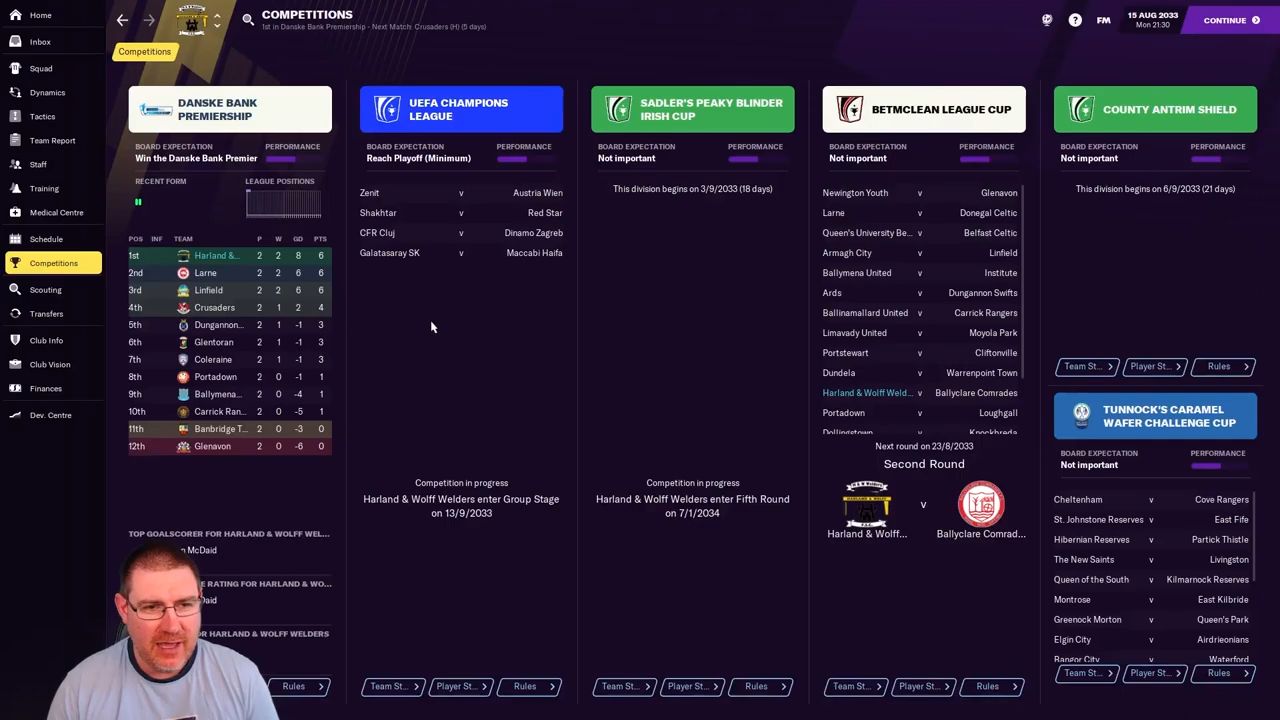 Home
Inbox
Squad
Dynamics
Tactics
Team Report
Staff
Training
Medical Centre
Schedule
Competitions
Scouting
Transfers
Club Info
Club Vision
Finances
Dev. Centre
COMPETITIONS
1st in Danske Bank Premiership - Next Match: Crusaders (H) (5 days)
FM
15 AUG 2033
Mon 21:30
CONTINUE
Competitions
DANSKE BANK
PREMIERSHIP
BOARD EXPECTATION PERFORMANCE
Win the Danske Bank Premier
RECENT FORM LEAGUE POSITIONS
POS INF TEAM P W GD PTS
1st Harland &... 2 2 8 6
2nd Larne 2 2 6 6
3rd Linfield 2 2 6 6
4th Crusaders 2 1 2 4
5th Dungannon... 2 1 -1 3
6th Glentoran 2 1 -1 3
7th Coleraine 2 1 -1 3
8th Portadown 2 0 -1 1
9th Ballymena... 2 0 -4 1
10th Carrick Ran... 2 0 -5 1
11th Banbridge T... 2 0 -3 0
12th Glenavon 2 0 -6 0
TOP GOALSCORER FOR HARLAND & WOLFF WEL...
McDaid
RATING FOR HARLAND & WO...
Daid
OR HARLAND & WOLFF WELDERS
Rules
UEFA CHAMPIONS
LEAGUE
BOARD EXPECTATION PERFORMANCE
Reach Playoff (Minimum)
Zenit v Austria Wien
Shakhtar v Red Star
CFR Cluj v Dinamo Zagreb
Galatasaray SK v Maccabi Haifa
Competition in progress
Harland & Wolff Welders enter Group Stage
on 13/9/2033
Team St... Player St... Rules
SADLER'S PEAKY BLINDER
IRISH CUP
BOARD EXPECTATION PERFORMANCE
Not important
This division begins on 3/9/2033 (18 days)
Competition in progress
Harland & Wolff Welders enter Fifth Round
on 7/1/2034
Team St... Player St... Rules
BETMCLEAN LEAGUE CUP
BOARD EXPECTATION PERFORMANCE
Not important
Newington Youth v Glenavon
Larne v Donegal Celtic
Queen's University Be... v Belfast Celtic
Armagh City v Linfield
Ballymena United v Institute
Ards v Dungannon Swifts
Ballinamallard United v Carrick Rangers
Limavady United v Moyola Park
Portstewart v Cliftonville
Dundela v Warrenpoint Town
Harland & Wolff Weld... v Ballyclare Comrades
Portadown v Loughgall
Dollingstown v Knockbreda
Next round on 23/8/2033
Second Round
v
Harland & Wolff... Ballyclare Comrad...
Team St... Player St... Rules
COUNTY ANTRIM SHIELD
BOARD EXPECTATION PERFORMANCE
Not important
This division begins on 6/9/2033 (21 days)
Team St... Player St... Rules
TUNNOCK'S CARAMEL
WAFER CHALLENGE CUP
BOARD EXPECTATION PERFORMANCE
Not important
Cheltenham v Cove Rangers
St. Johnstone Reserves v East Fife
Hibernian Reserves v Partick Thistle
The New Saints v Livingston
Queen of the South v Kilmarnock Reserves
Montrose v East Kilbride
Greenock Morton v Queen's Park
Elgin City v Airdrieonians
Bangor City v Waterford
Team St... Player St... Rules